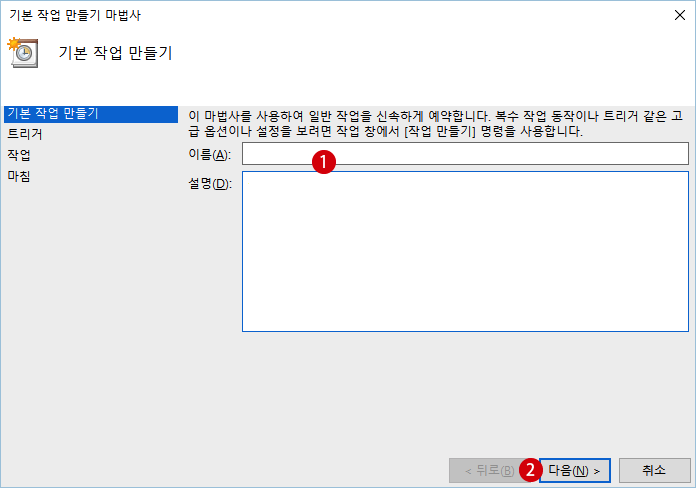 기본 작업 만들기 마법사
기본 작업 만들기
기본 작업 만들기
트리거
작업
마침
이 마법사를 사용하여 일반 작업을 신속하게 예약합니다. 복수 작업 동작이나 트리거 같은 고
급 옵션이나 설정을 보려면 작업 창에서 [작업 만들기] 명령을 사용합니다.
이름(A):
1
설명(D):
< 뒤로(B)
2
다음(N) >
취소